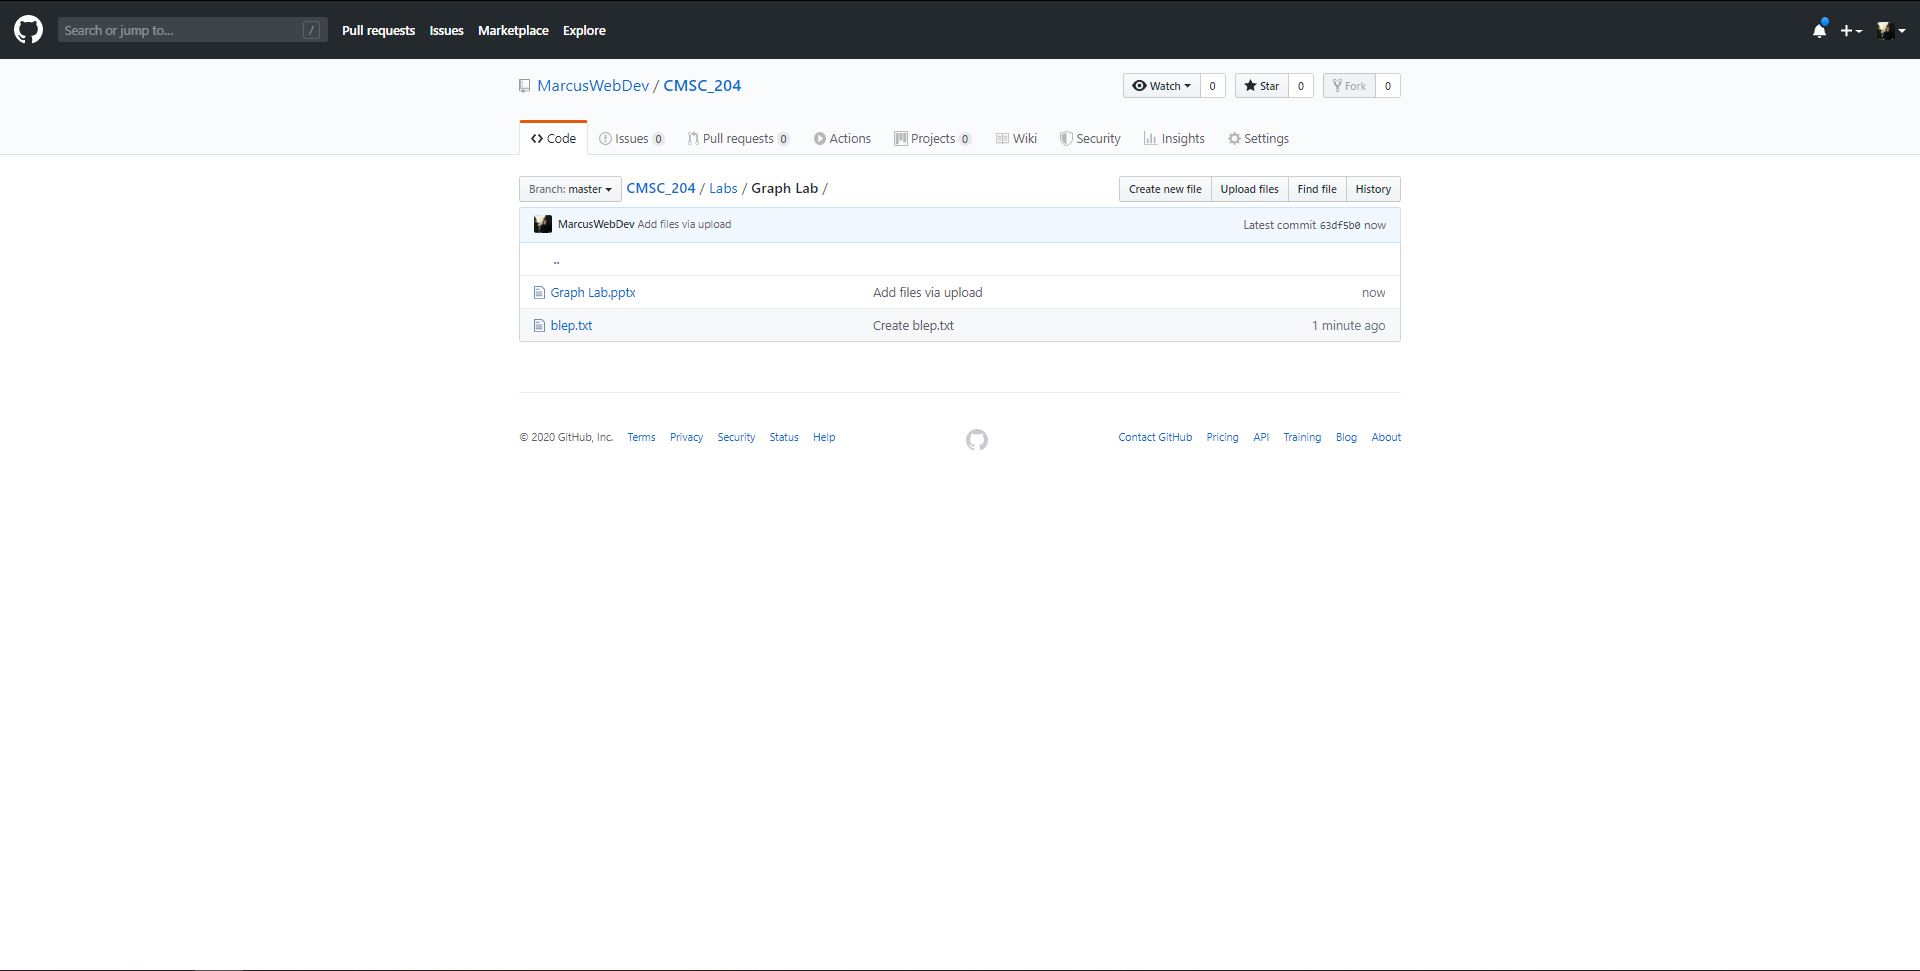 Search or jump to... /
Pull requests Issues Marketplace Explore
MarcusWebDev / CMSC_204
Watch 0 Star 0 Fork 0
Code Issues 0 Pull requests 0 Actions Projects 0 Wiki Security Insights Settings
Branch: master CMSC_204 / Labs / Graph Lab /
Create new file Upload files Find file History
MarcusWebDev Add files via upload Latest commit 63df5b0 now
..
Graph Lab.pptx Add files via upload now
blep.txt Create blep.txt 1 minute ago
© 2020 GitHub, Inc. Terms Privacy Security Status Help Contact GitHub Pricing API Training Blog About